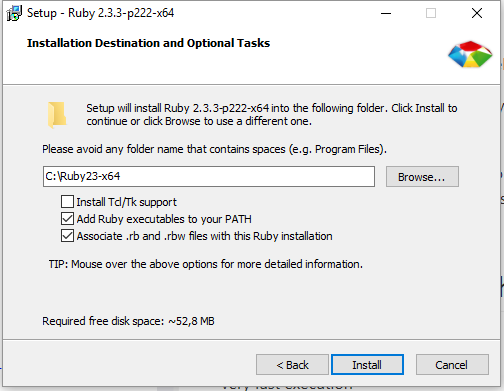 Setup - Ruby 2.3.3-p222-x64
Installation Destination and Optional Tasks
Setup will install Ruby 2.3.3-p222-x64 into the following folder. Click Install to
continue or click Browse to use a different one.
Please avoid any folder name that contains spaces (e.g. Program Files).
C:\Ruby23-x64
Browse...
Install Tcl/Tk support
Add Ruby executables to your PATH
Associate .rb and .rbw files with this Ruby installation
TIP: Mouse over the above options for more detailed information.
Required free disk space: ~52,8 MB
< Back
Install
Cancel
very fast execution